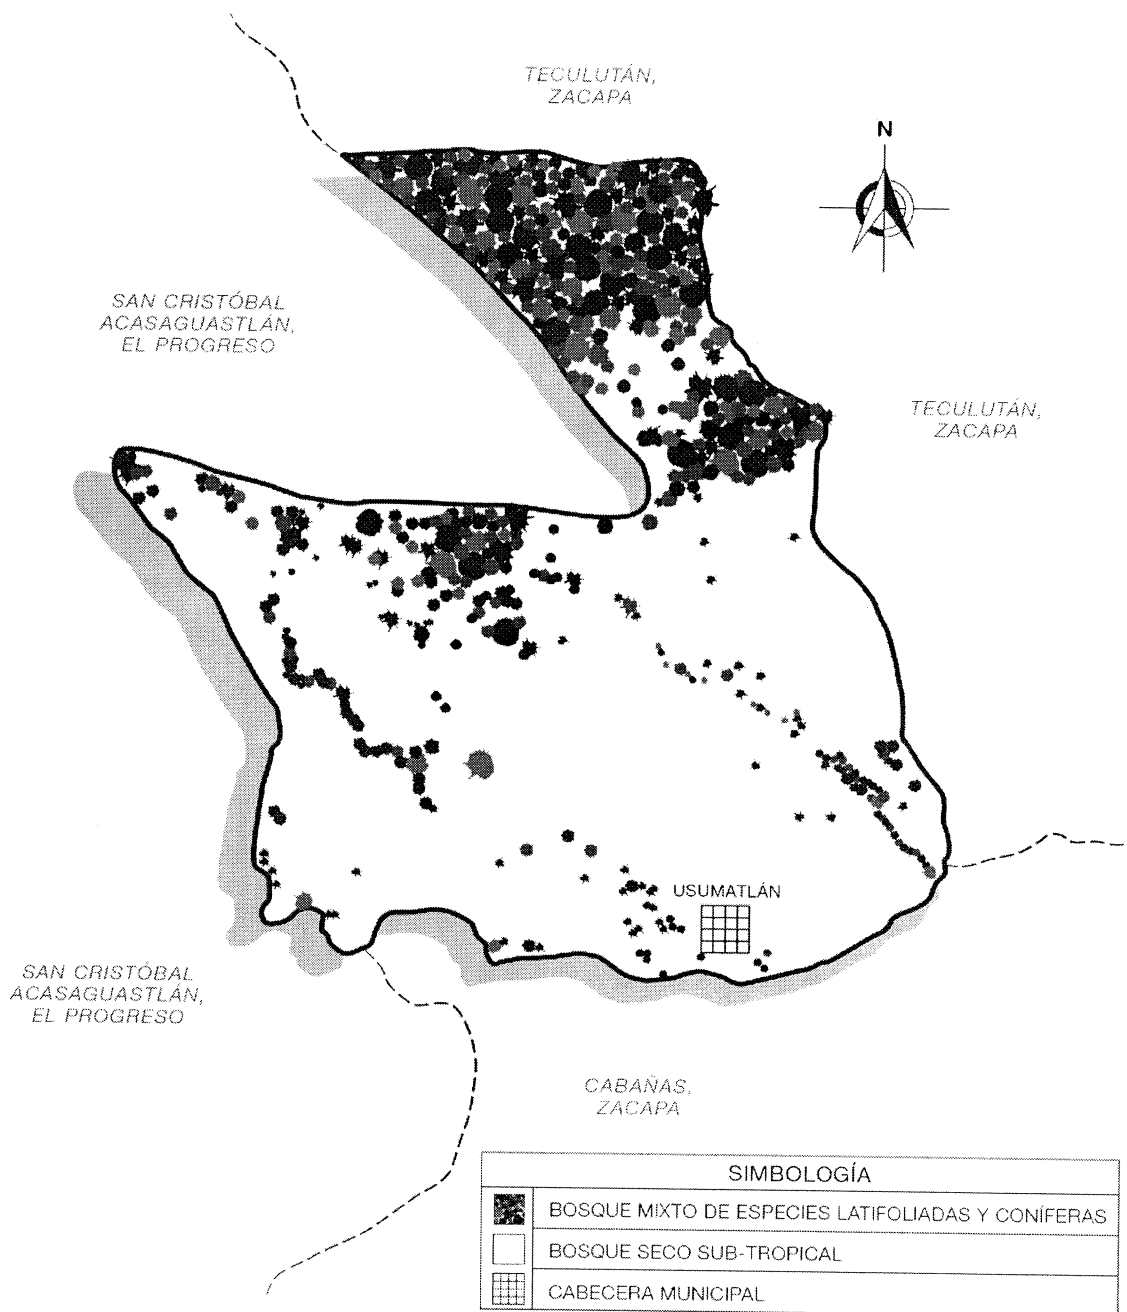 TECULUTÁN,
ZACAPA
N
SAN CRISTÓBAL
ACASAGUASTLÁN,
EL PROGRESO
TECULUTÁN,
ZACAPA
USUMATLÁN
SAN CRISTÓBAL
ACASAGUASTLÁN,
EL PROGRESO
CABAÑAS,
ZACAPA
SIMBOLOGÍA
BOSQUE MIXTO DE ESPECIES LATIFOLIADAS Y CONÍFERAS
BOSQUE SECO SUB-TROPICAL
CABECERA MUNICIPAL